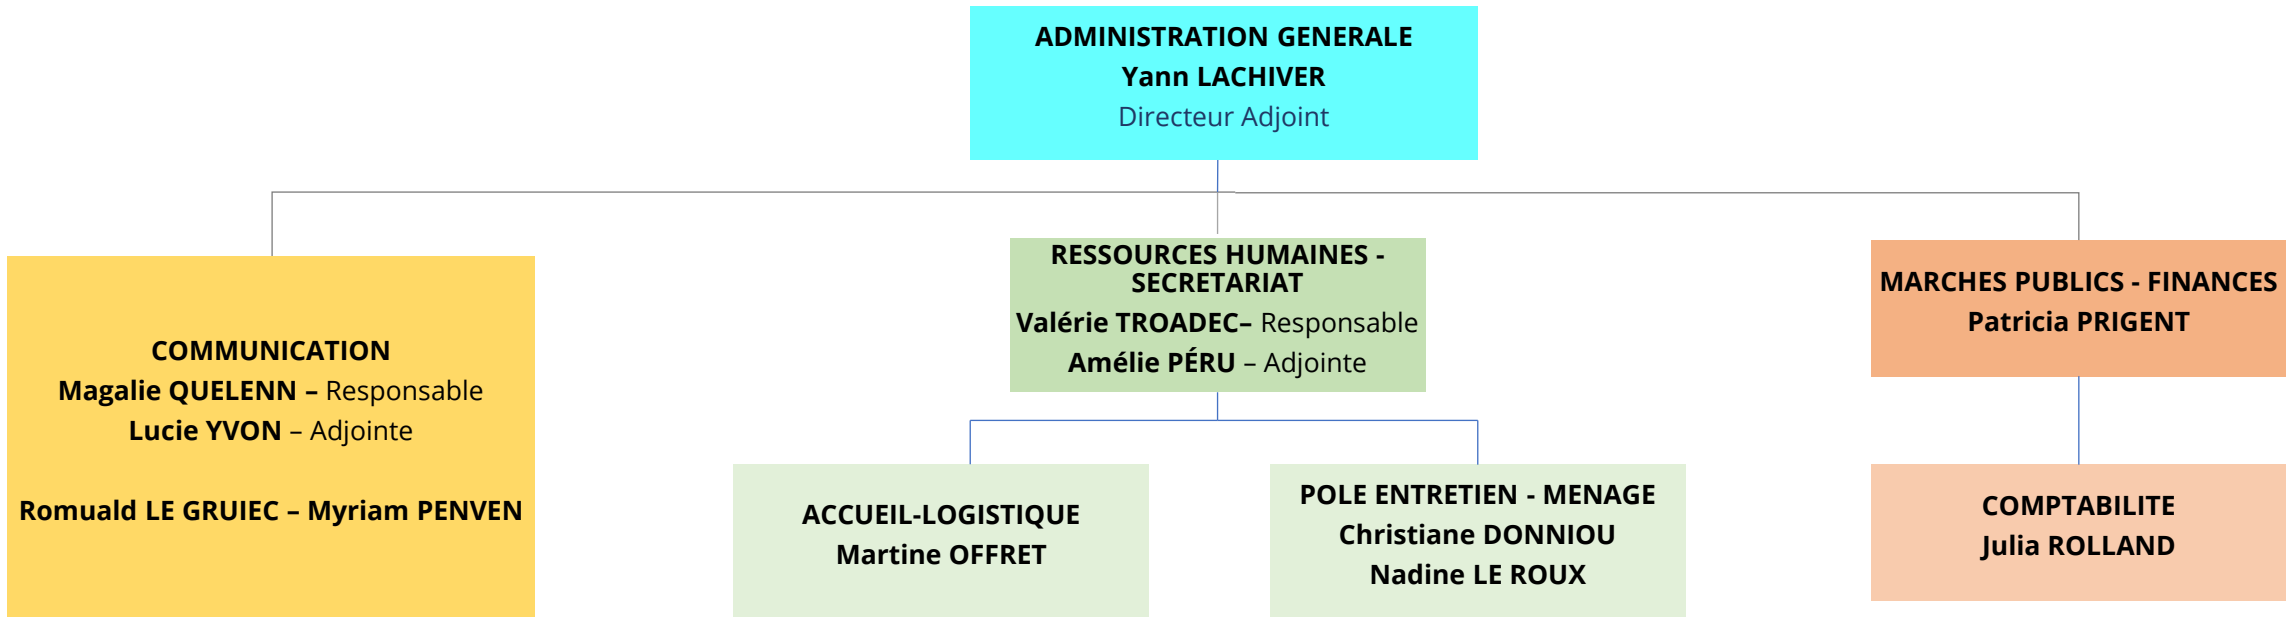 ADMINISTRATION GENERALE
Yann LACHIVER
Directeur Adjoint
COMMUNICATION
Magalie QUELENN – Responsable
Lucie YVON – Adjointe
Romuald LE GRUIEC – Myriam PENVEN
RESSOURCES HUMAINES -
SECRETARIAT
Valérie TROADEC– Responsable
Amélie PÉRU – Adjointe
MARCHES PUBLICS - FINANCES
Patricia PRIGENT
ACCUEIL-LOGISTIQUE
Martine OFFRET
POLE ENTRETIEN - MENAGE
Christiane DONNIOU
Nadine LE ROUX
COMPTABILITE
Julia ROLLAND